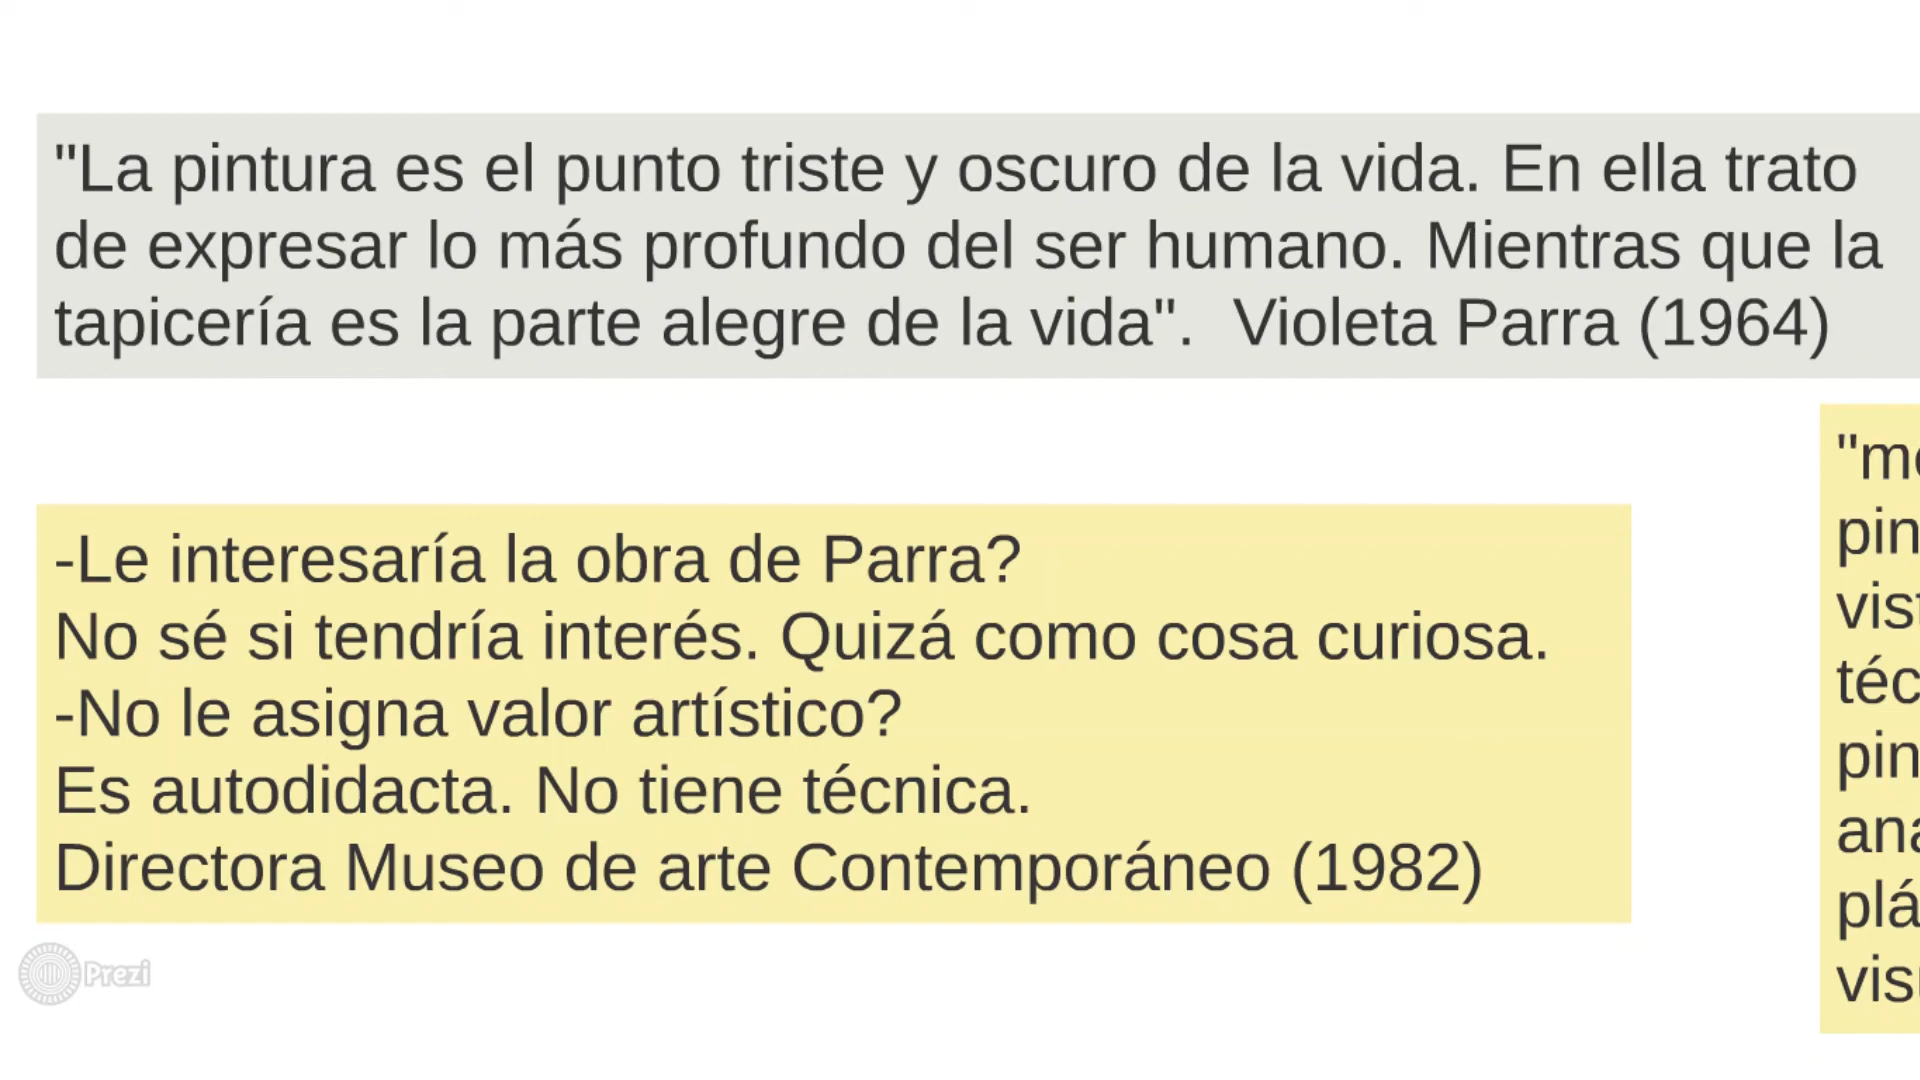 "La pintura es el punto triste y oscuro de la vida. En ella trato
de expresar lo más profundo del ser humano. Mientras que la
tapicería es la parte alegre de la vida".  Violeta Parra (1964)
-Le interesaría la obra de Parra?
No sé si tendría interés. Quizá como cosa curiosa.
-No le asigna valor artístico?
Es autodidacta. No tiene técnica.
Directora Museo de arte Contemporáneo (1982)
Prezi